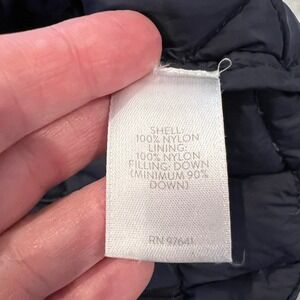 SHELL:
100% NYLON
LINING:
100% NYLON
FILLING: DOWN
(MINIMUM 90%
DOWN)
RN 97641